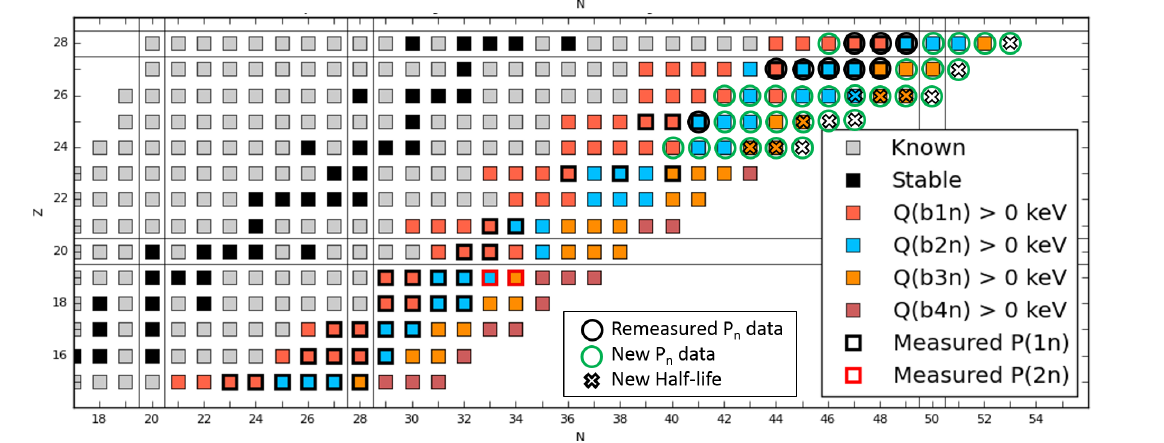 N
28
26
24
22
20
18
16
Z
18 20 22 24 26 28 30 32 34 36 38 40 42 44 46 48 50 52 54
N
Remeasured Pn data
New Pn data
New Half-life
Known
Stable
Q(b1n) > 0 keV
Q(b2n) > 0 keV
Q(b3n) > 0 keV
Q(b4n) > 0 keV
Measured P(1n)
Measured P(2n)